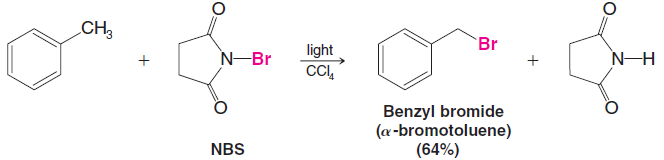 CH3
+
O
N—Br
O
NBS
light
CCl4
Br
Benzyl bromide
(α-bromotoluene)
(64%)
+
O
N—H
O